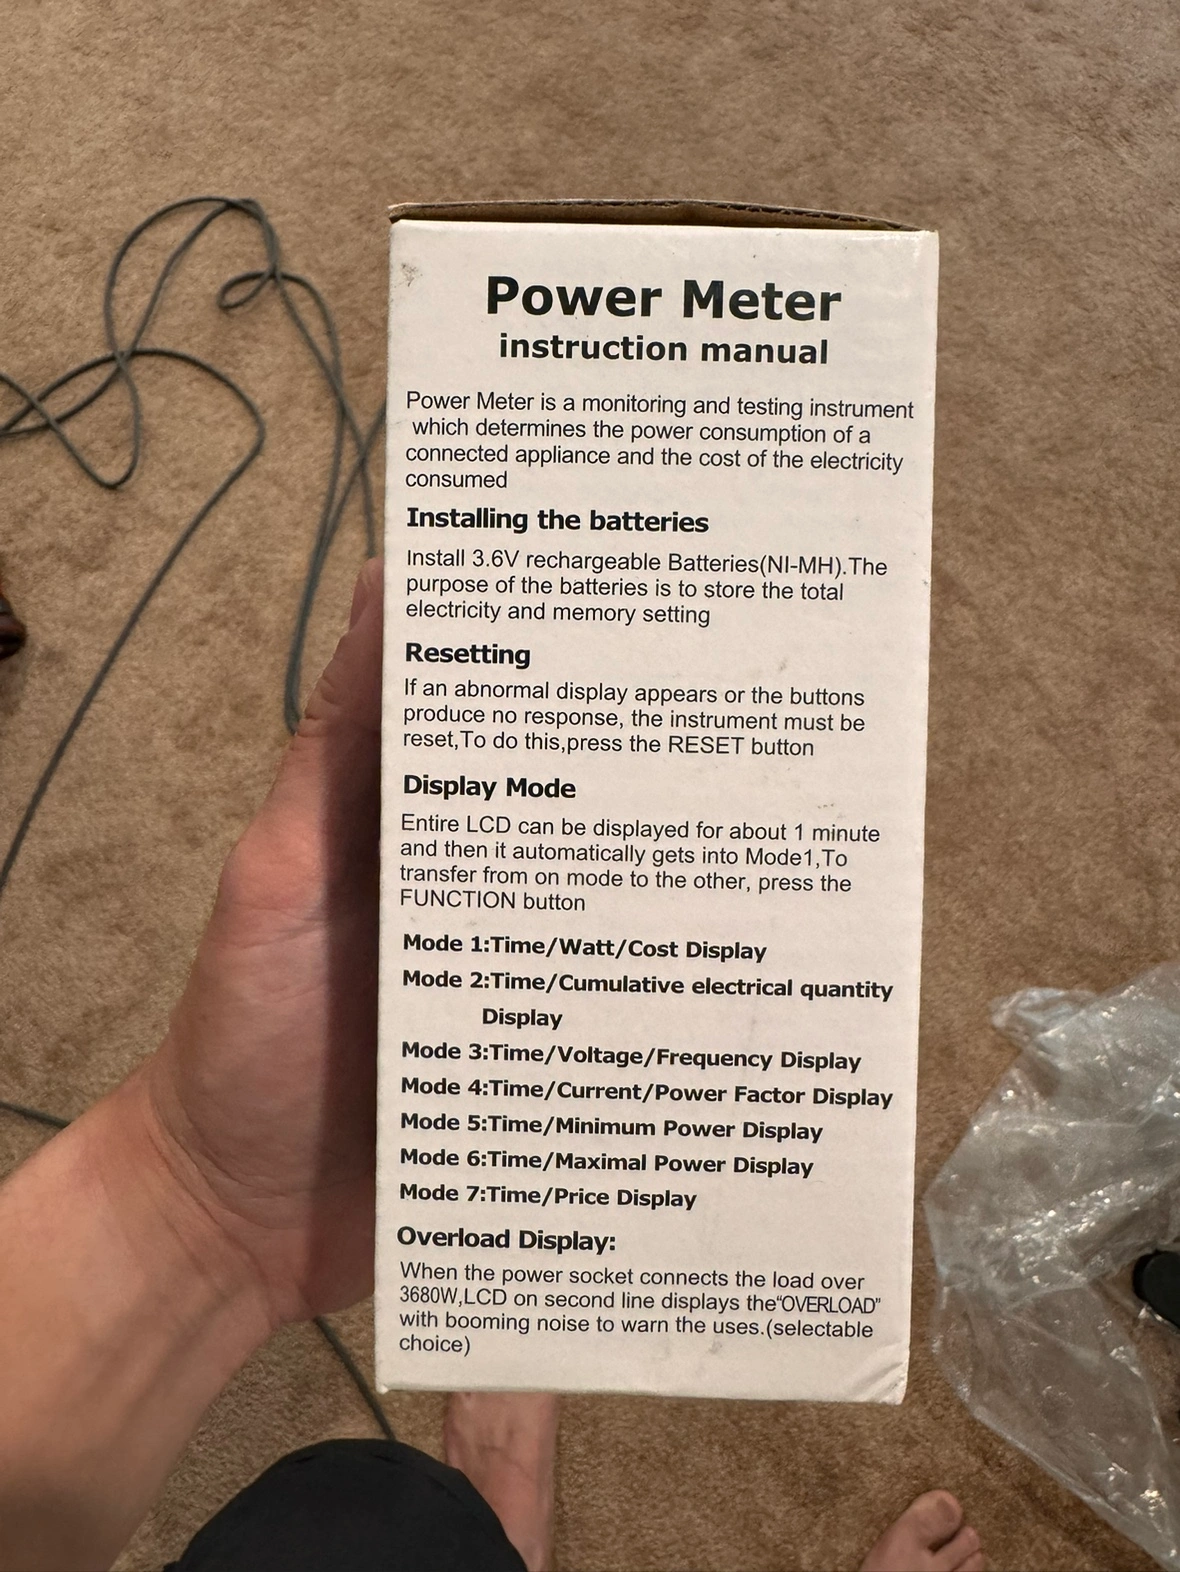 Power Meter
instruction manual
Power Meter is a monitoring and testing instrument
which determines the power consumption of a
connected appliance and the cost of the electricity
consumed
Installing the batteries
Install 3.6V rechargeable Batteries(NI-MH).The
purpose of the batteries is to store the total
electricity and memory setting
Resetting
If an abnormal display appears or the buttons
produce no response, the instrument must be
reset,To do this,press the RESET button
Display Mode
Entire LCD can be displayed for about 1 minute
and then it automatically gets into Mode1,To
transfer from on mode to the other, press the
FUNCTION button
Mode 1:Time/Watt/Cost Display
Mode 2:Time/Cumulative electrical quantity
Display
Mode 3:Time/Voltage/Frequency Display
Mode 4:Time/Current/Power Factor Display
Mode 5:Time/Minimum Power Display
Mode 6:Time/Maximal Power Display
Mode 7:Time/Price Display
Overload Display:
When the power socket connects the load over
3680W,LCD on second line displays the“OVERLOAD”
with booming noise to warn the uses.(selectable
choice)